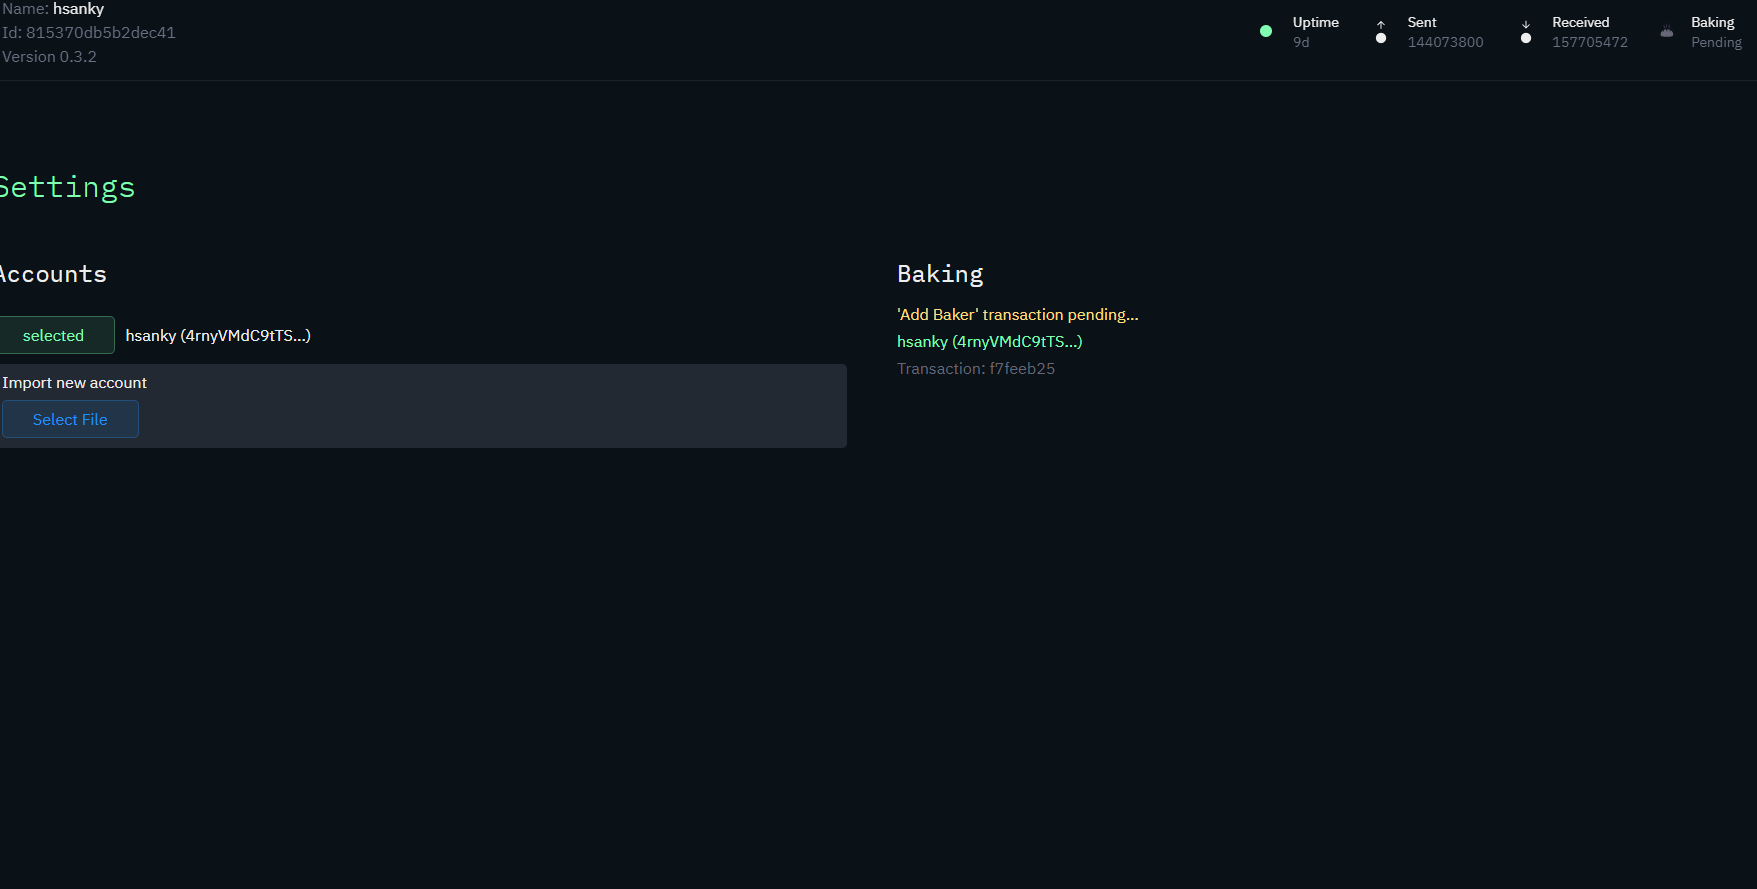 Name: hsanky
Id: 815370db5b2dec41
Version 0.3.2
Uptime
9d
Sent
144073800
Received
157705472
Baking
Pending
Settings
Accounts
selected hsanky (4rnyVMdC9tTS...)
Import new account
Select File
Baking
'Add Baker' transaction pending...
hsanky (4rnyVMdC9tTS...)
Transaction: f7feeb25